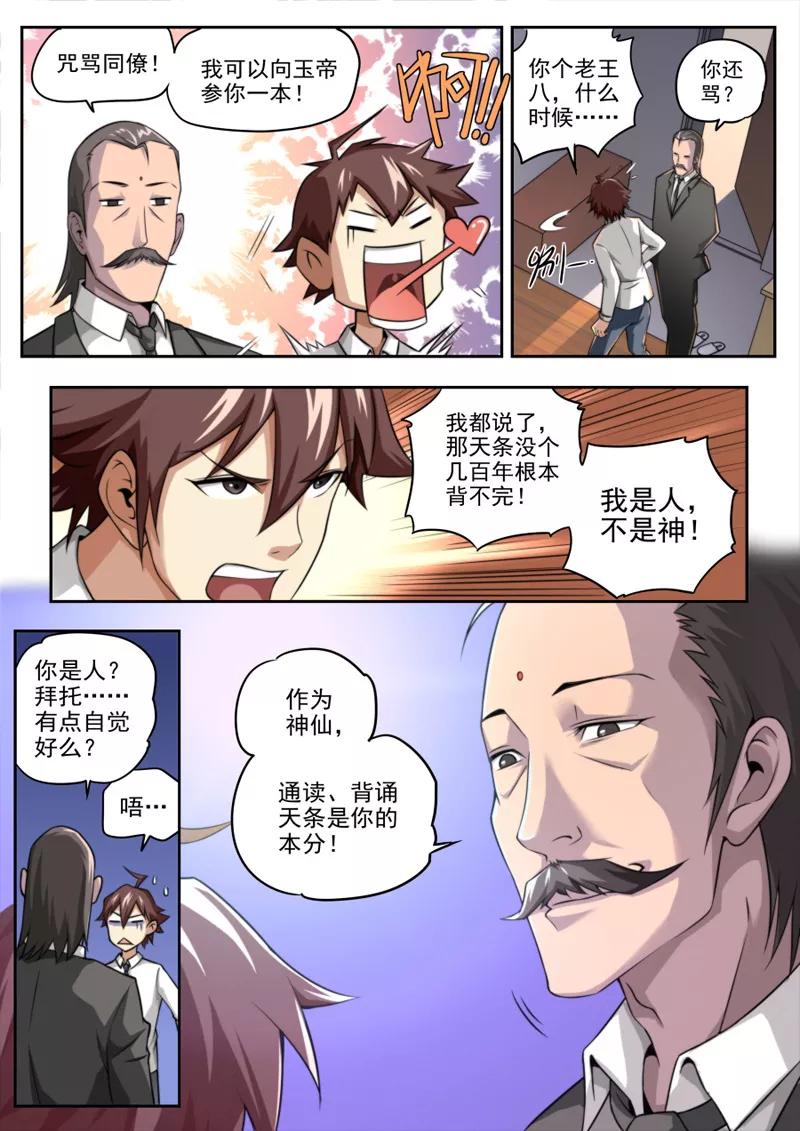 咒骂同僚！
我可以向玉帝
参你一本！
你个老王
八，什么
时候……
你还
骂？
我都说了，
那天条没个
几百年根本
背不完！
我是人，
不是神！
你是人？
拜托……
有点自觉
好么？
唔…
作为
神仙，
通读、背诵
天条是你的
本分！